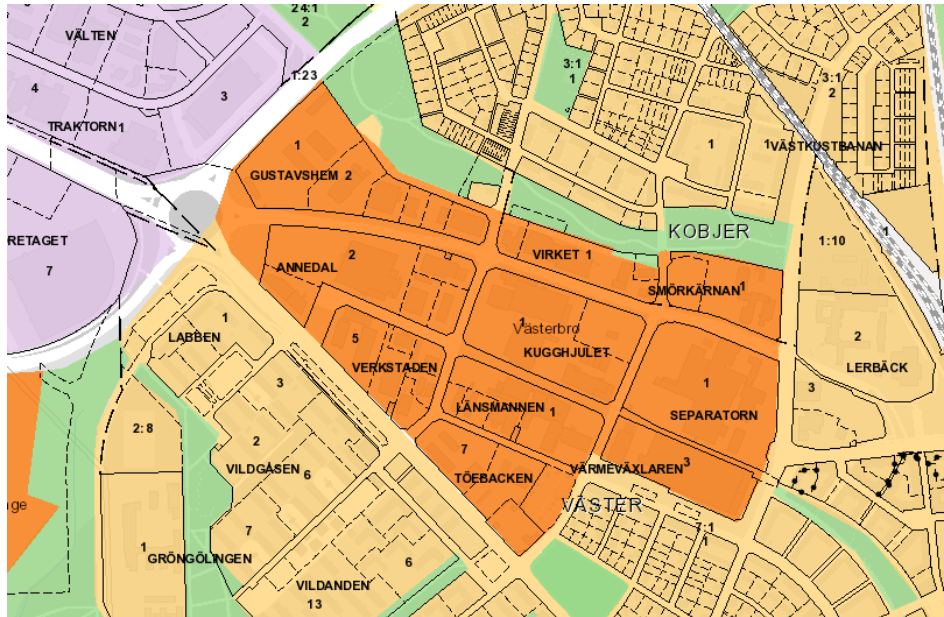 24:1
2
VÄLTEN
4
3
1:23
TRAKTORN 1
3:1
1
3:1
2
1
1
VÄSTKUSTBANAN
1
GUSTAVSHEM 2
RETAGET
7
KOBJER
1:10
1
2
ANNEDAL
VIRKET 1
SMÖRKÄRNAN 1
1
LABBEN
1
Västerbro
KUGGHJULET
5
VERKSTADEN
2
LERBÄCK
3
3
1
SEPARATORN
LÄNSMANNEN 1
2:8
2
VILDGÅSEN
6
7
TÖEBACKEN
VÄRMEVÄXLAREN 3
VÄSTER
7:1
1
ge
7
1
GRÖNGÖLINGEN
6
VILDANDEN
13